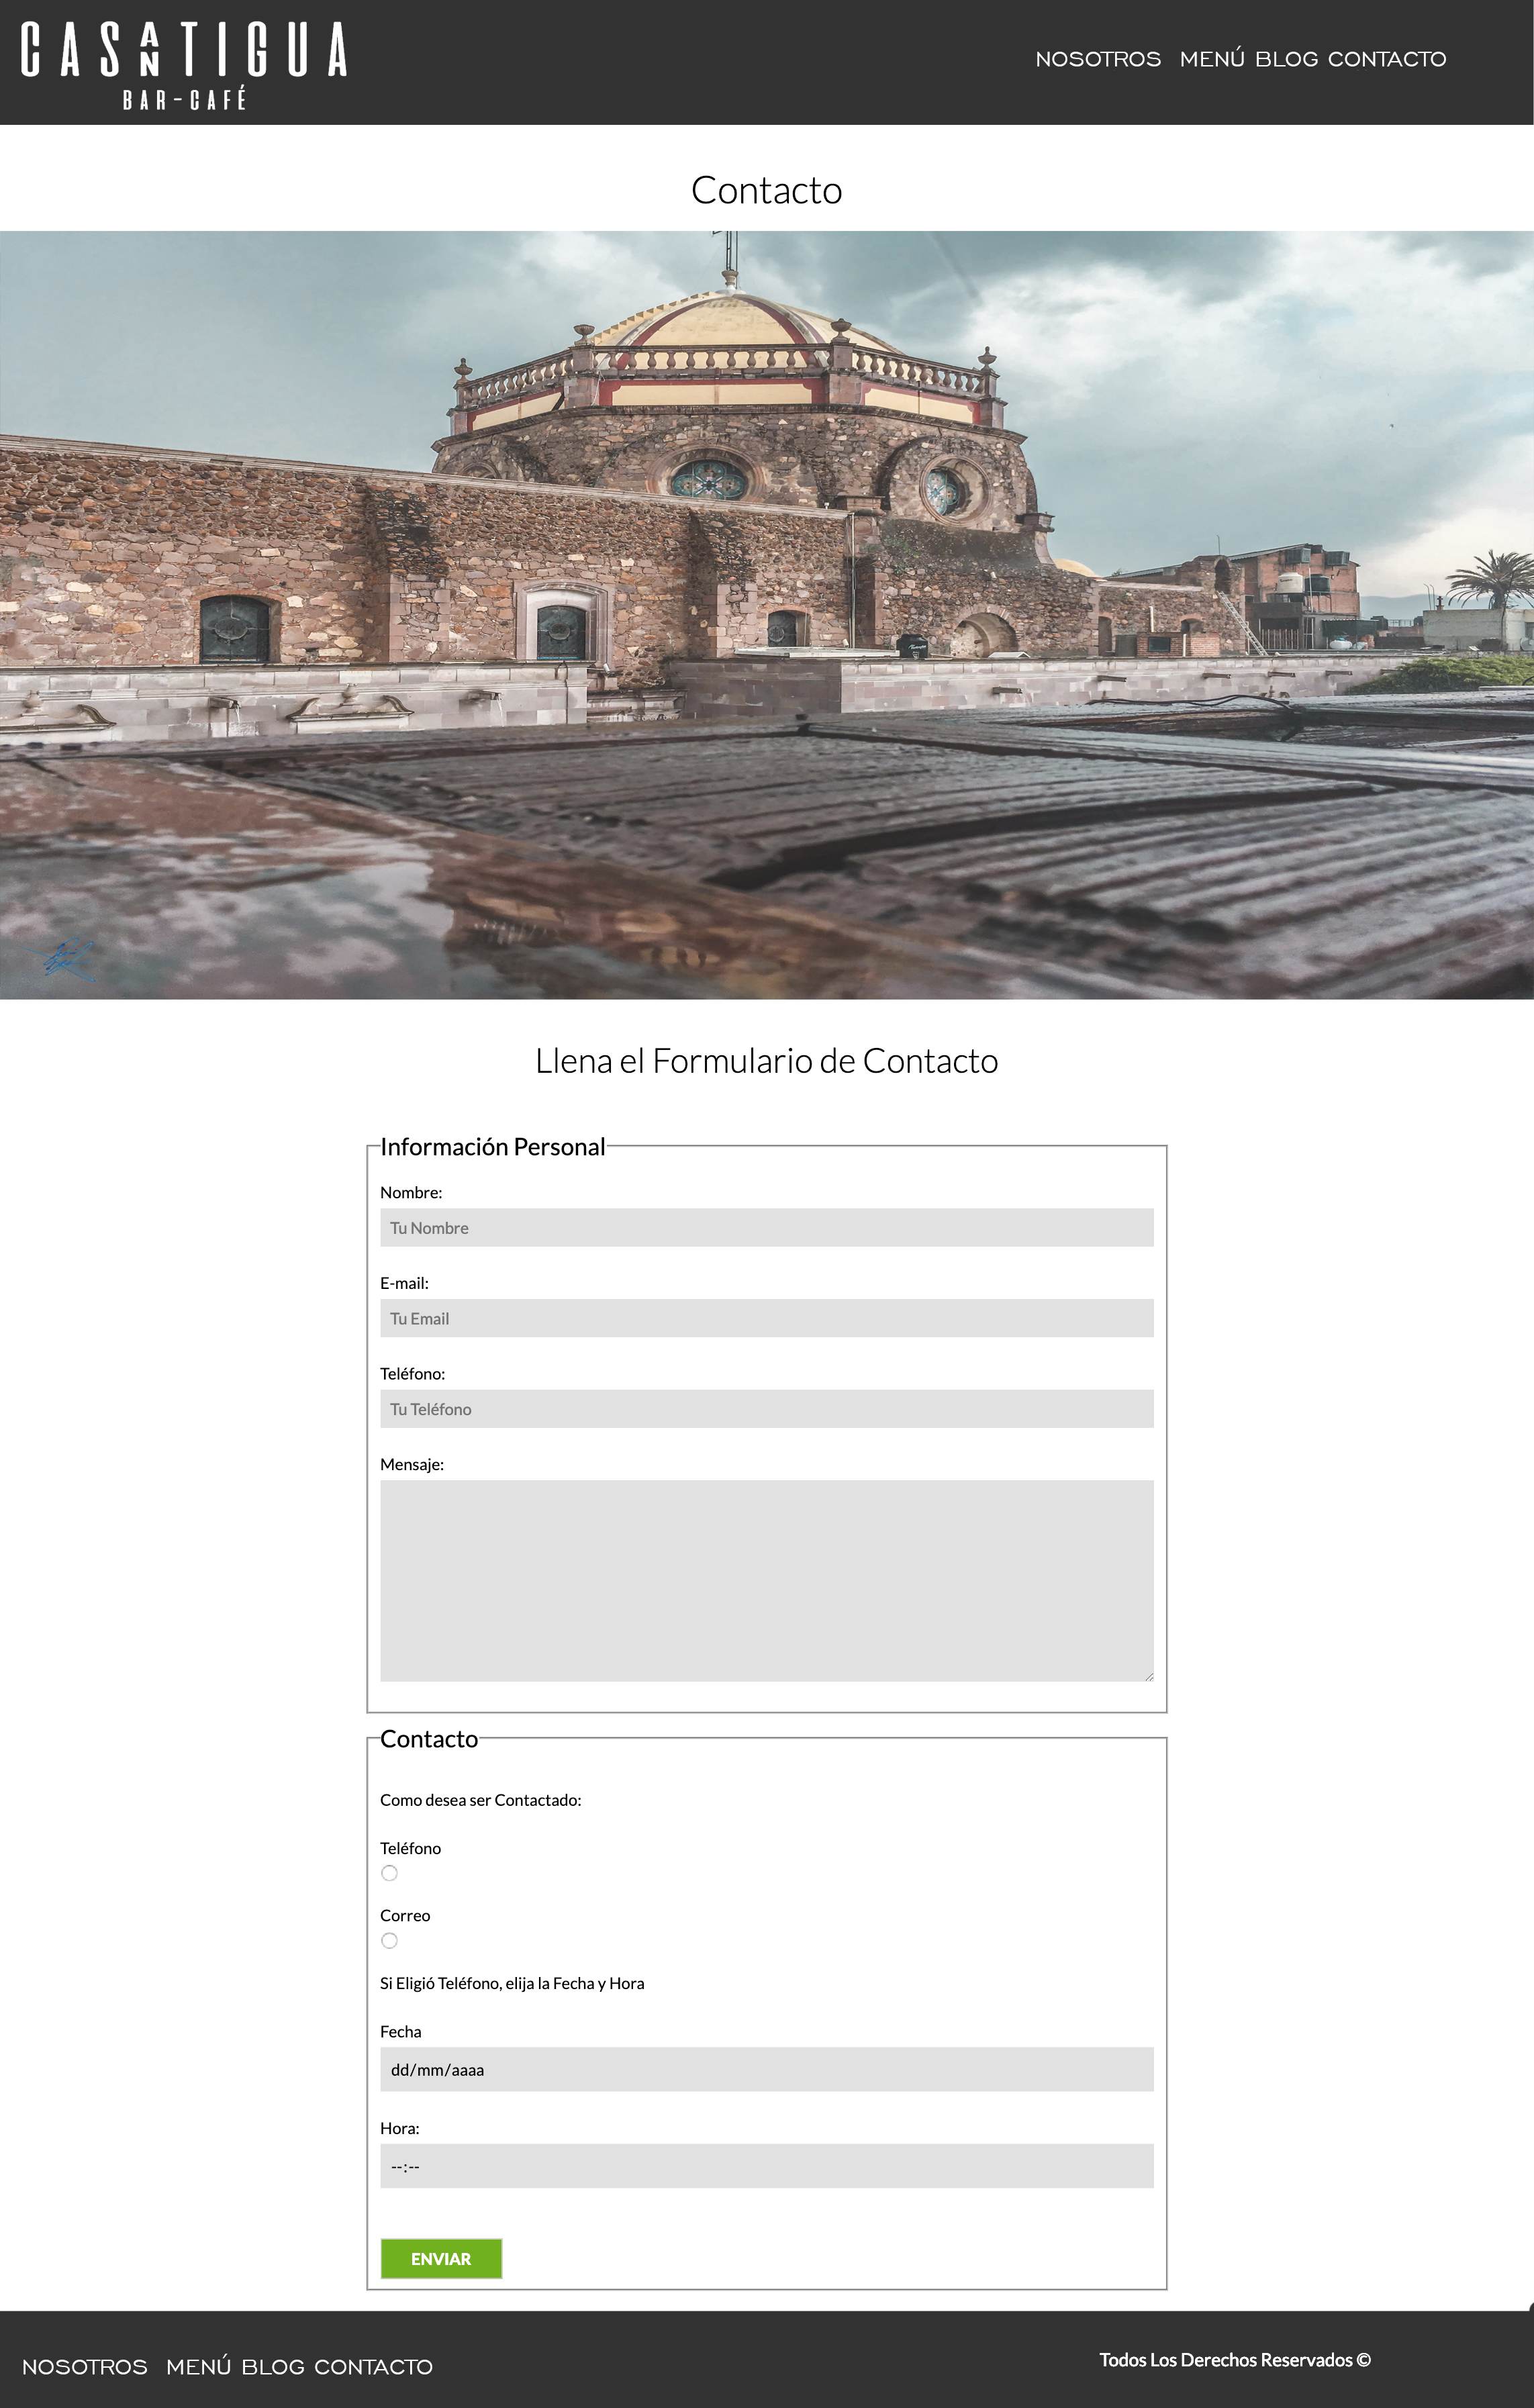 CASANTIGUA
BAR-CAFÉ
NOSOTROS MENÚ BLOG CONTACTO
Contacto
Llena el Formulario de Contacto
Información Personal
Nombre:
Tu Nombre
E-mail:
Tu Email
Teléfono:
Tu Teléfono
Mensaje:
Contacto
Como desea ser Contactado:
Teléfono
Correo
Si Eligió Teléfono, elija la Fecha y Hora
Fecha
dd/mm/aaaa
Hora:
--:--
ENVIAR
NOSOTROS MENÚ BLOG CONTACTO
Todos Los Derechos Reservados ©